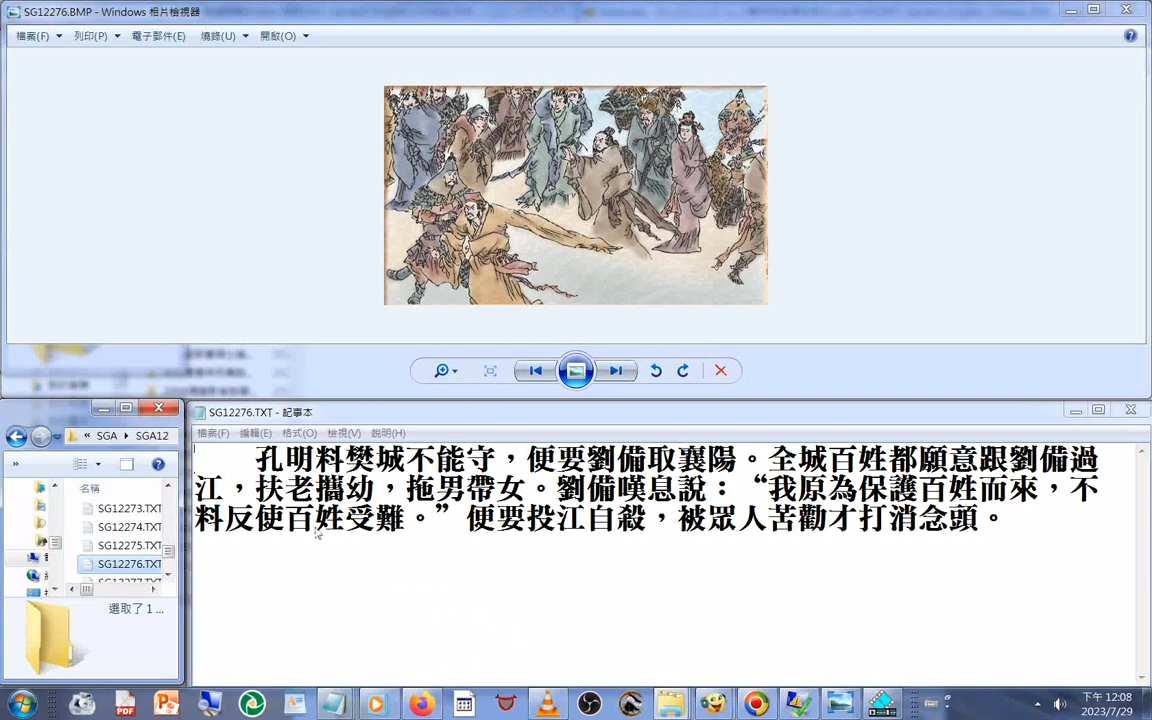 SG12276.BMP - Windows 相片檢視器
檔案(F) 列印(P) 電子郵件(E) 燒錄(U) 開啟(O)
SGA SGA12
名稱
SG12273.TXT
SG12274.TXT
SG12275.TXT
SG12276.TXT
SG12277.TXT
選取了 1 ...
SG12276.TXT - 記事本
檔案(F) 編輯(E) 格式(O) 檢視(V) 說明(H)
孔明料樊城不能守，便要劉備取襄陽。全城百姓都願意跟劉備過
江，扶老攜幼，拖男帶女。劉備嘆息說：“我原為保護百姓而來，不
料反使百姓受難。”便要投江自殺，被眾人苦勸才打消念頭。
PDF
下午 12:08
2023/7/29